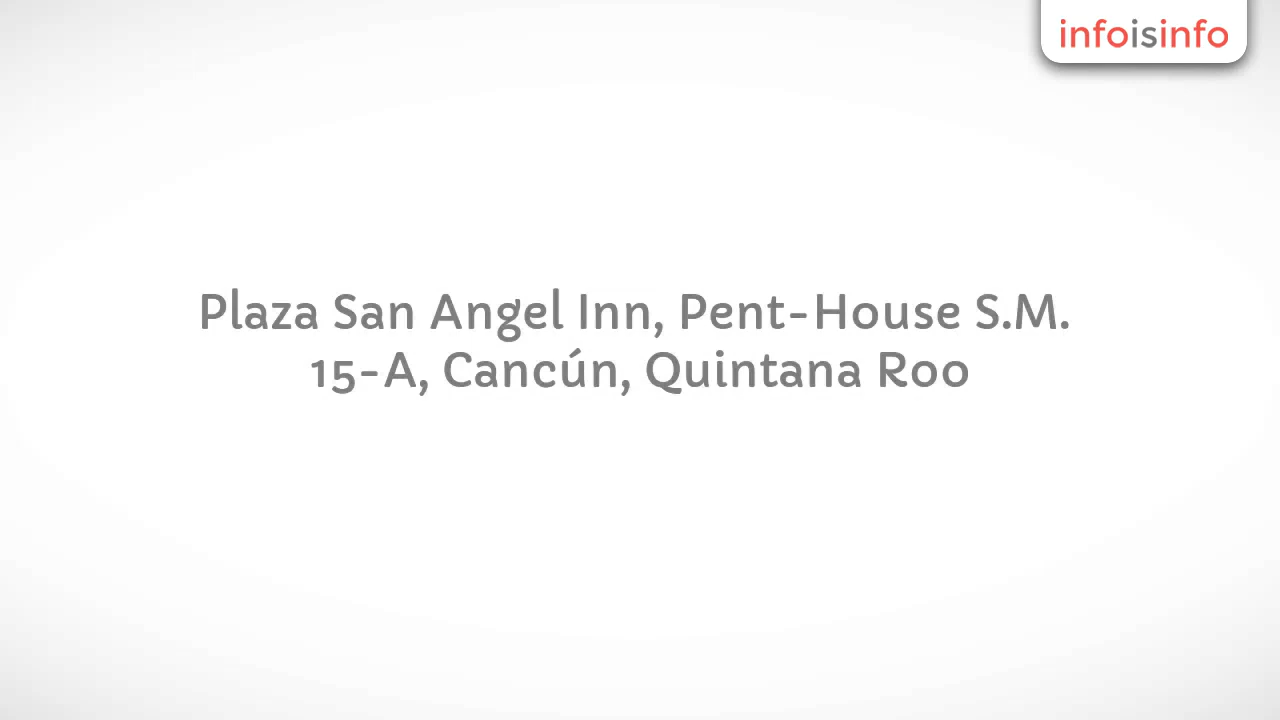 infoisinfo
Plaza San Angel Inn, Pent-House S.M.
15-A, Cancún, Quintana Roo